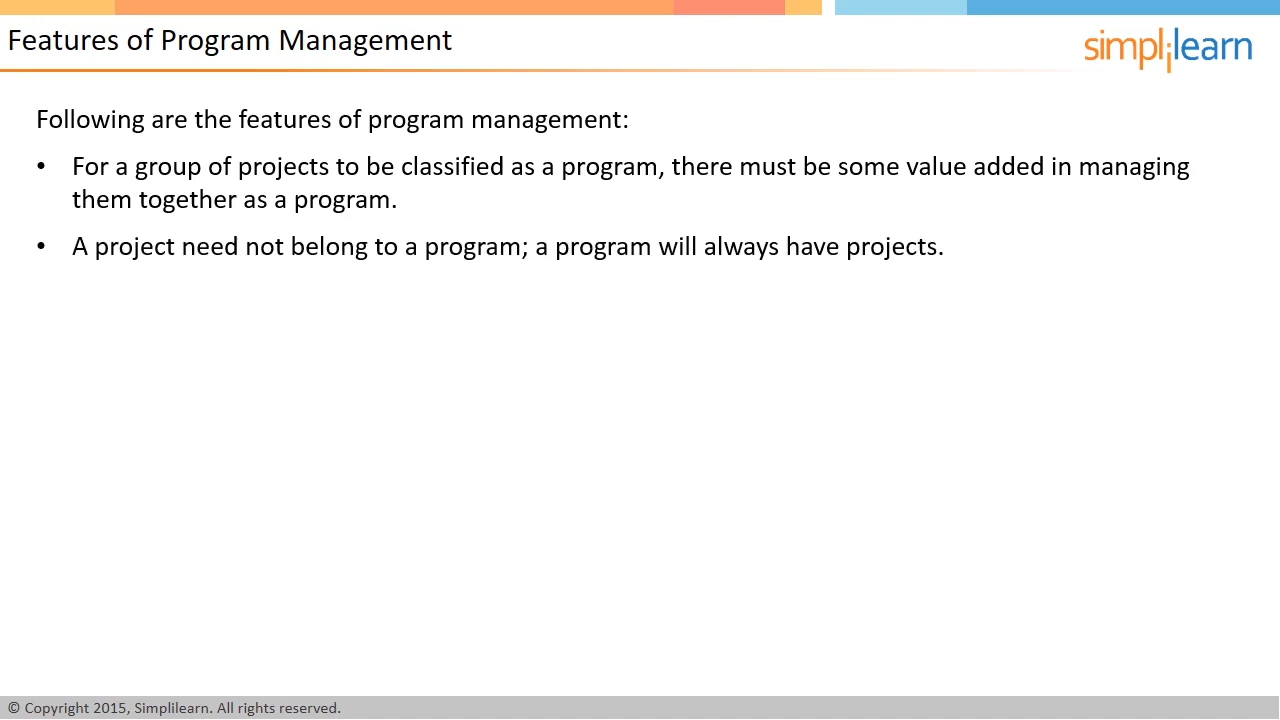 Features of Program Management
simplilearn
Following are the features of program management:
• For a group of projects to be classified as a program, there must be some value added in managing
them together as a program.
• A project need not belong to a program; a program will always have projects.
© Copyright 2015, Simplilearn. All rights reserved.